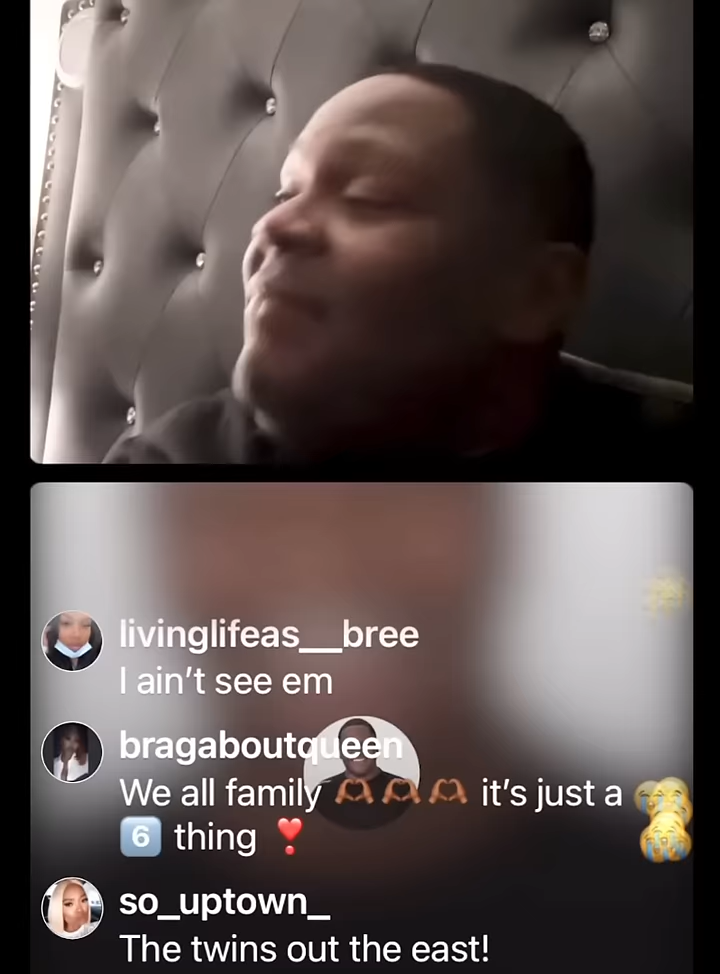 livinglifeas__bree
I ain't see em
bragaboutqueen
We all family 🫶🏾🫶🏾🫶🏾 it's just a
6️⃣ thing ❣️
so_uptown_
The twins out the east!